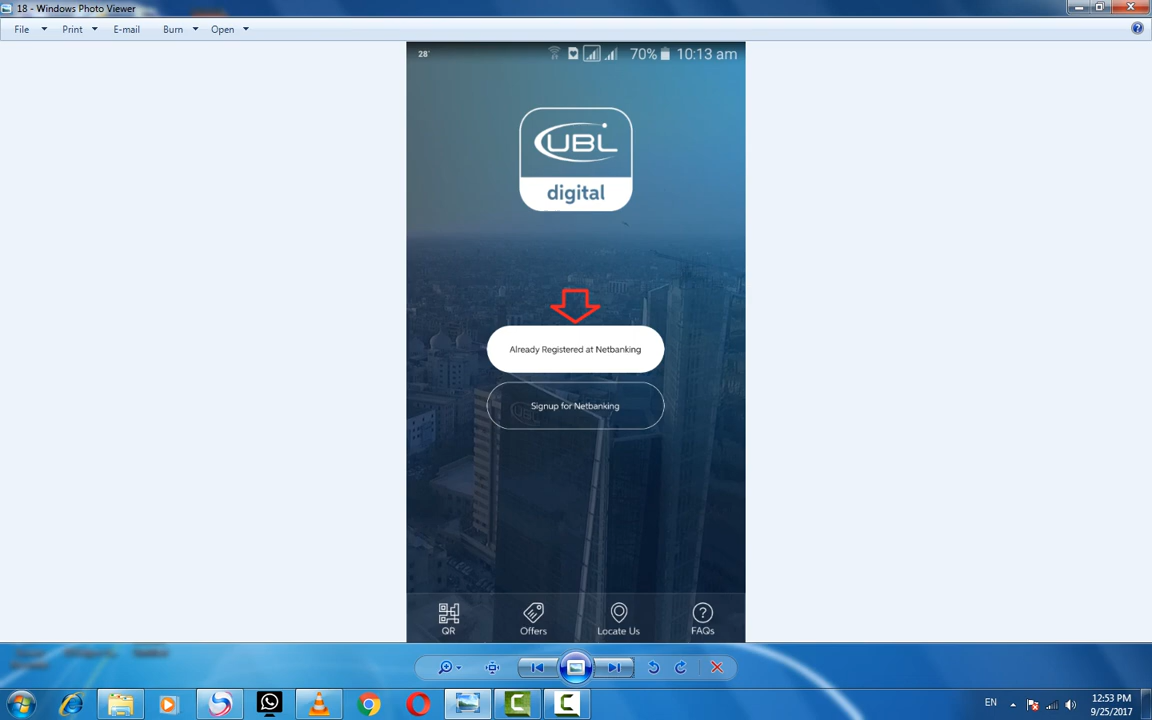 18 - Windows Photo Viewer
File Print E-mail Burn Open
28°
70% 10:13 am
UBL
digital
Already Registered at Netbanking
Signup for Netbanking
UBL
QR Offers Locate Us FAQs
EN
12:53 PM
9/25/2017